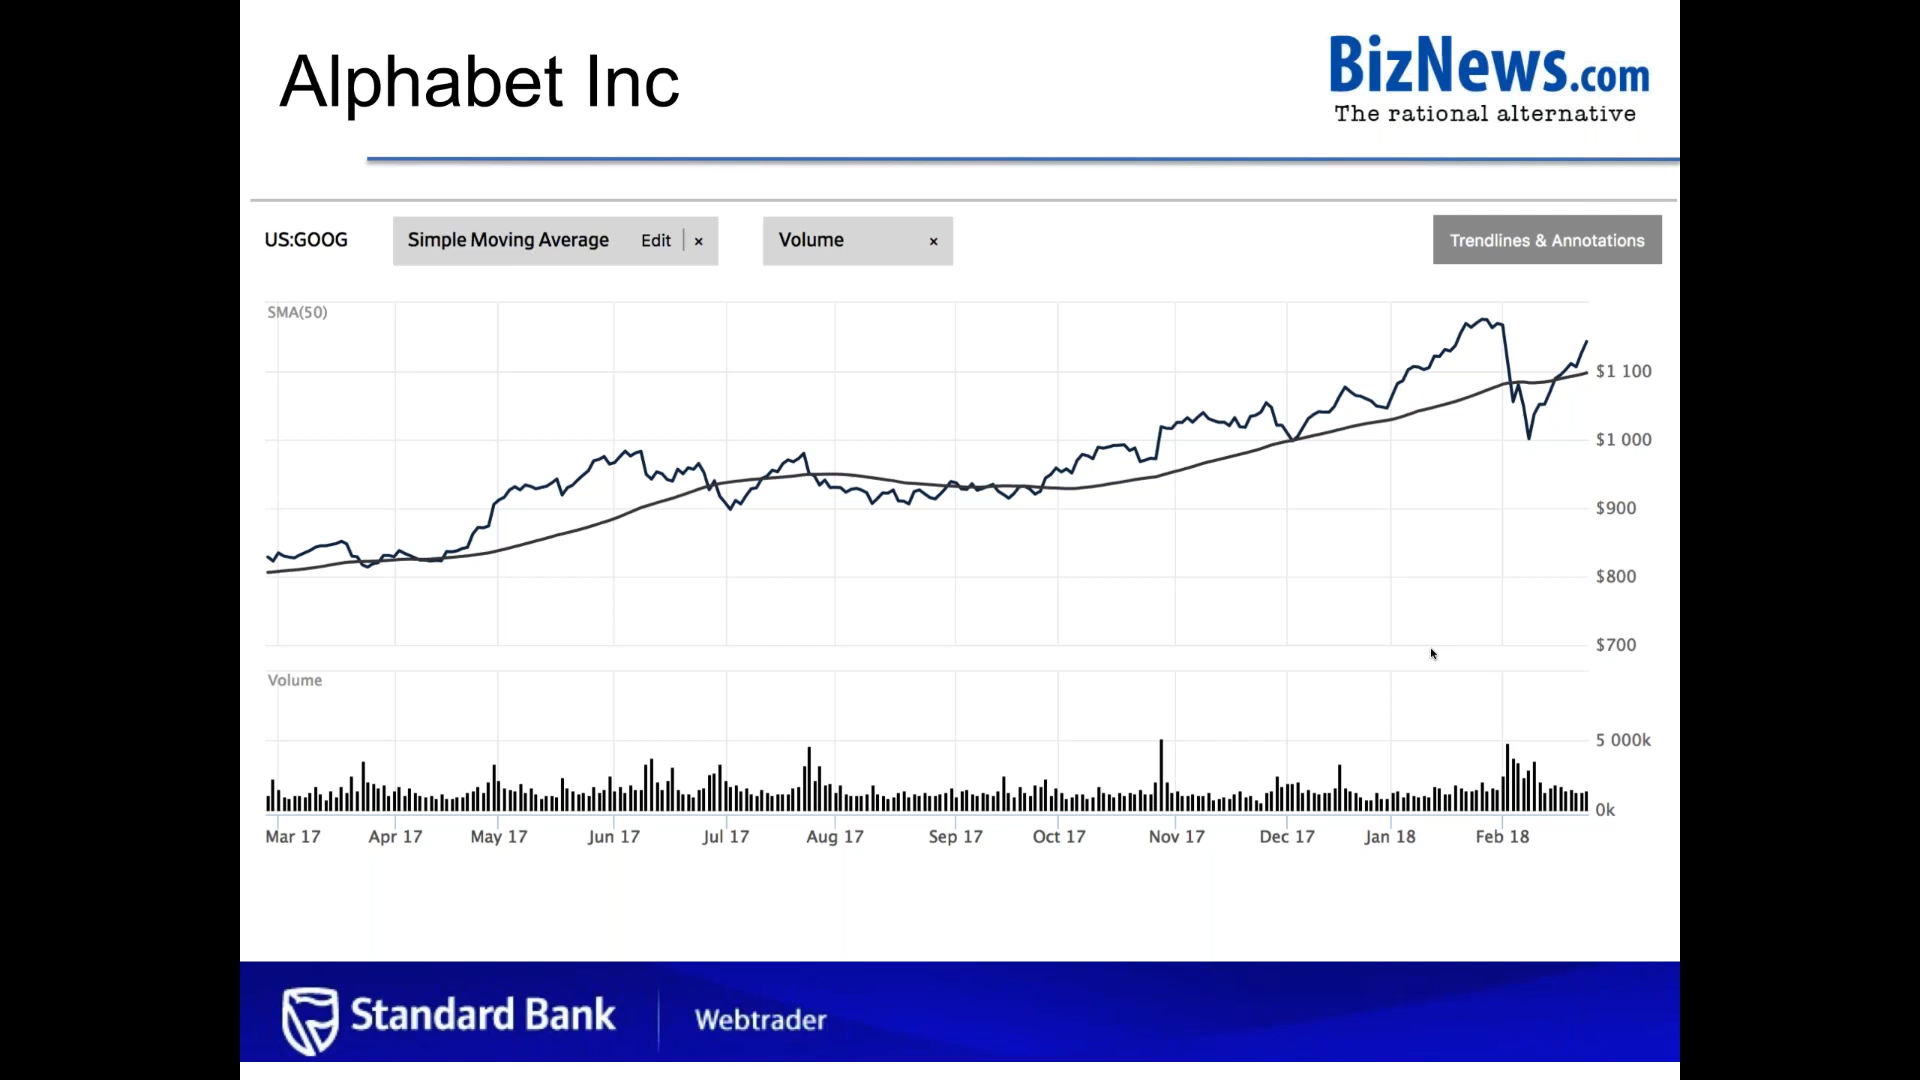 Alphabet Inc
BizNews.com
The rational alternative
US:GOOG
Simple Moving Average Edit ×
Volume ×
Trendlines & Annotations
SMA(50)
$1 100
$1 000
$900
$800
$700
Volume
5 000k
0k
Mar 17 Apr 17 May 17 Jun 17 Jul 17 Aug 17 Sep 17 Oct 17 Nov 17 Dec 17 Jan 18 Feb 18
Standard Bank
Webtrader